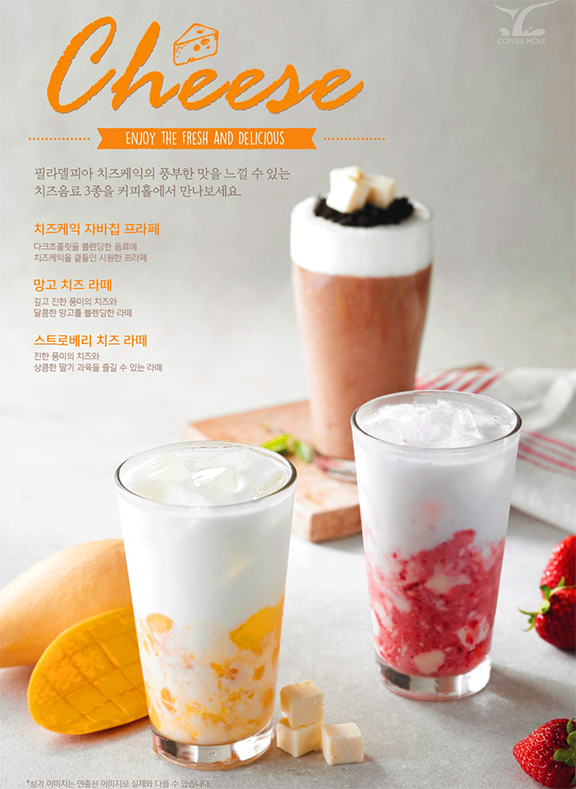 COFFEE HOLE
Cheese
ENJOY THE FRESH AND DELICIOUS
필라델피아 치즈케익의 풍부한 맛을 느낄 수 있는
치즈음료 3종을 커피홀에서 만나보세요.
치즈케익 자바칩 프라페
다크초콜릿을 블렌딩한 음료에
치즈케익을 곁들인 시원한 프라페
망고 치즈 라떼
깊고 진한 풍미의 치즈와
달콤한 망고를 블렌딩한 라떼
스트로베리 치즈 라떼
진한 풍미의 치즈와
상큼한 딸기 과육을 즐길 수 있는 라떼
*상기 이미지는 연출된 이미지로 실제와 다를 수 있습니다.